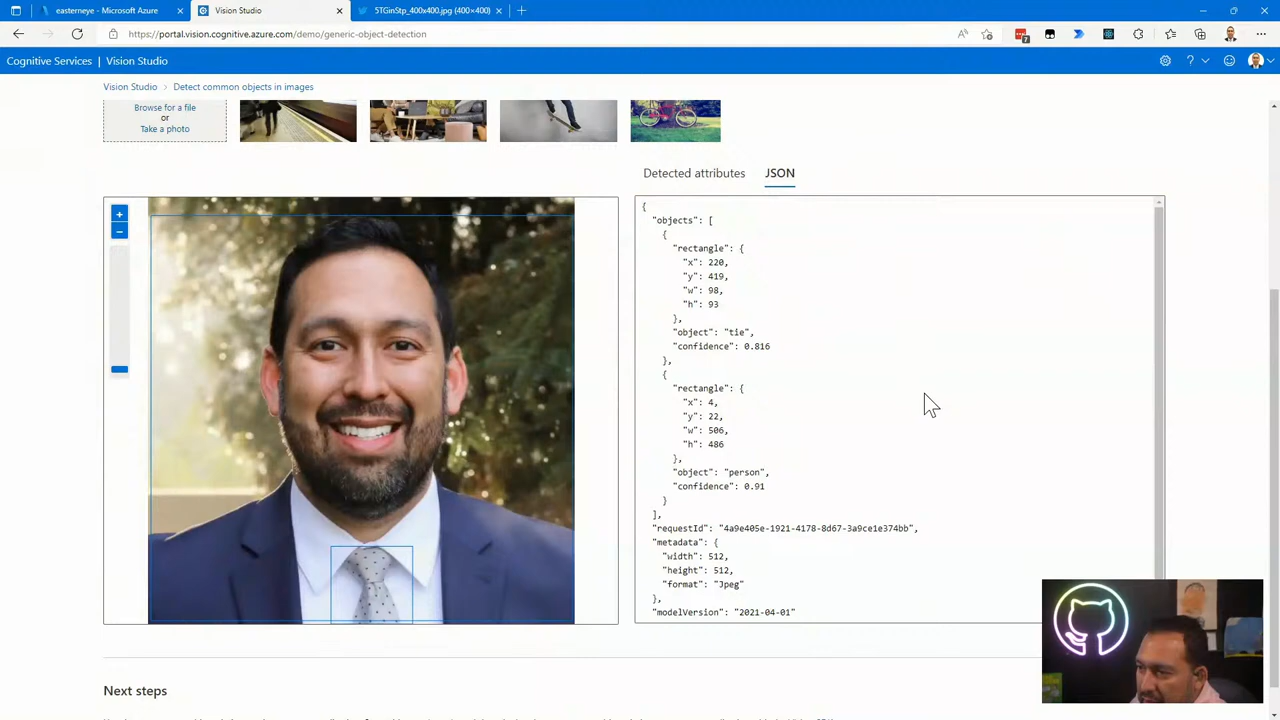 easterneye - Microsoft Azure
Vision Studio
5TGinStp_400x400.jpg (400×400)
https://portal.vision.cognitive.azure.com/demo/generic-object-detection
7
Cognitive Services | Vision Studio
Vision Studio > Detect common objects in images
Browse for a file
or
Take a photo
Detected attributes JSON
{
"objects": [
{
"rectangle": {
"x": 220,
"y": 419,
"w": 98,
"h": 93
},
"object": "tie",
"confidence": 0.816
},
{
"rectangle": {
"x": 4,
"y": 22,
"w": 506,
"h": 486
},
"object": "person",
"confidence": 0.91
}
],
"requestId": "4a9e405e-1921-4178-8d67-3a9ce1e374bb",
"metadata": {
"width": 512,
"height": 512,
"format": "Jpeg"
},
"modelVersion": "2021-04-01"
Next steps